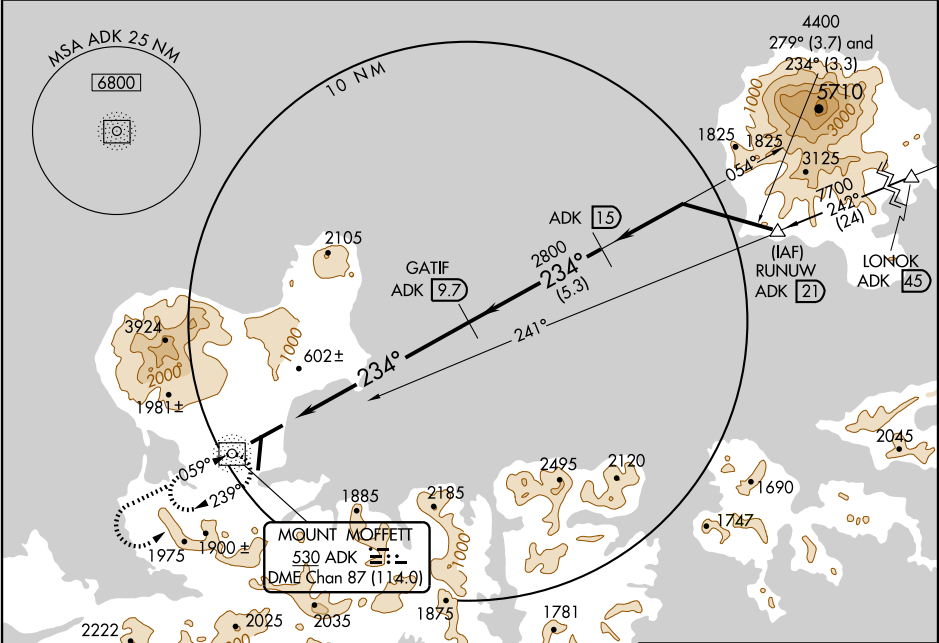 MSA ADK 25 NM
6800
10 NM
4400
279° (3.7) and
234° (3.3)
5710
1000
3000
1825
1825
054°
3125
7700
242°
(24)
ADK 15
2800
234°
(5.3)
(IAF)
RUNUW
ADK 21
LONOK
ADK 45
2105
GATIF
ADK 9.7
241°
3924
2000
1000
602 ±
234°
1981 ±
059°
239°
2045
2495
2120
1690
1885
2185
1747
1975
1900 ±
1000
MOUNT MOFFETT
530 ADK
DME Chan 87 (114.0)
1875
2035
2025
2222
1781